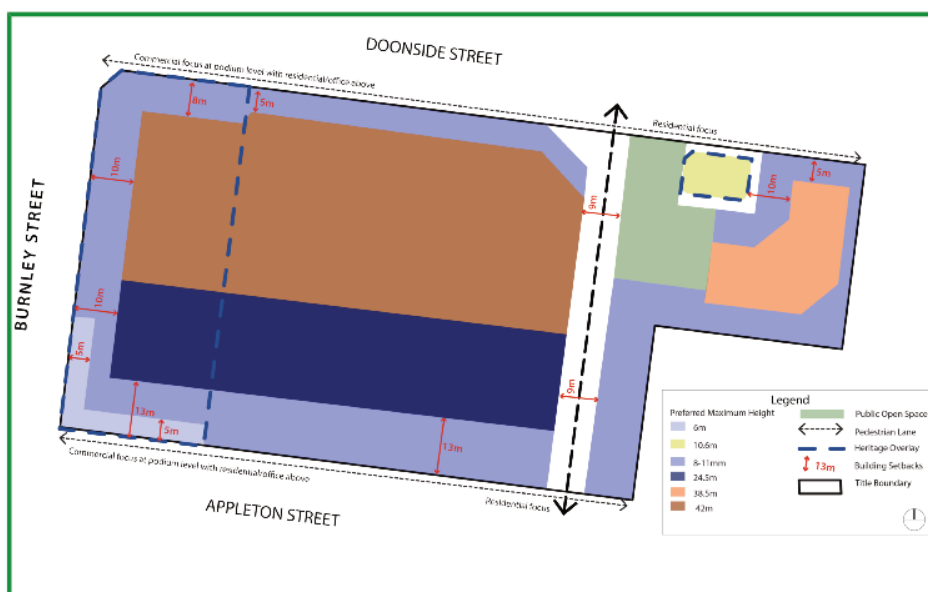 DOONSIDE STREET
Commercial focus at podium level with residential/office above
Residential focus
8m
5m
5m
10m
10m
9m
BURNLEY STREET
10m
5m
9m
13m
5m
13m
Commercial focus at podium level with residential/office above
Residential focus
APPLETON STREET
Legend
Preferred Maximum Height
6m
10.6m
8-11mm
24.5m
38.5m
42m
Public Open Space
Pedestrian Lane
Heritage Overlay
13m Building Setbacks
Title Boundary